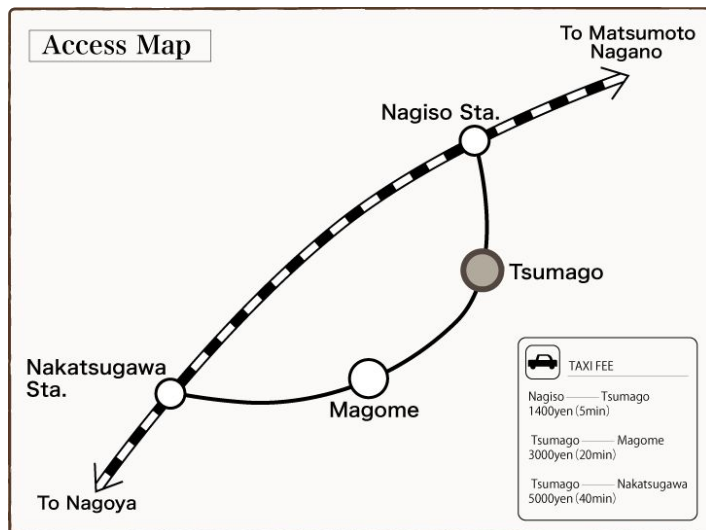 Access Map
To Matsumoto
Nagano
Nagiso Sta.
Tsumago
Nakatsugawa
Sta.
Magome
To Nagoya
TAXI FEE
Nagiso ―― Tsumago
1400yen (5min)
Tsumago ―― Magome
3000yen (20min)
Tsumago ―― Nakatsugawa
5000yen (40min)